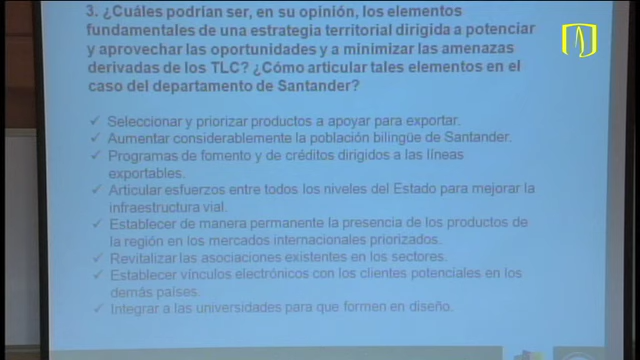 3. ¿Cuáles podrían ser, en su opinión, los elementos
fundamentales de una estrategia territorial dirigida a potenciar
y aprovechar las oportunidades y a minimizar las amenazas
derivadas de los TLC? ¿Cómo articular tales elementos en el
caso del departamento de Santander?
✓ Seleccionar y priorizar productos a apoyar para exportar.
✓ Aumentar considerablemente la población bilingüe de Santander.
✓ Programas de fomento y de créditos dirigidos a las líneas
exportables.
✓ Articular esfuerzos entre todos los niveles del Estado para mejorar la
infraestructura vial.
✓ Establecer de manera permanente la presencia de los productos de
la región en los mercados internacionales priorizados.
✓ Revitalizar las asociaciones existentes en los sectores.
✓ Establecer vínculos electrónicos con los clientes potenciales en los
demás países.
✓ Integrar a las universidades para que formen en diseño.